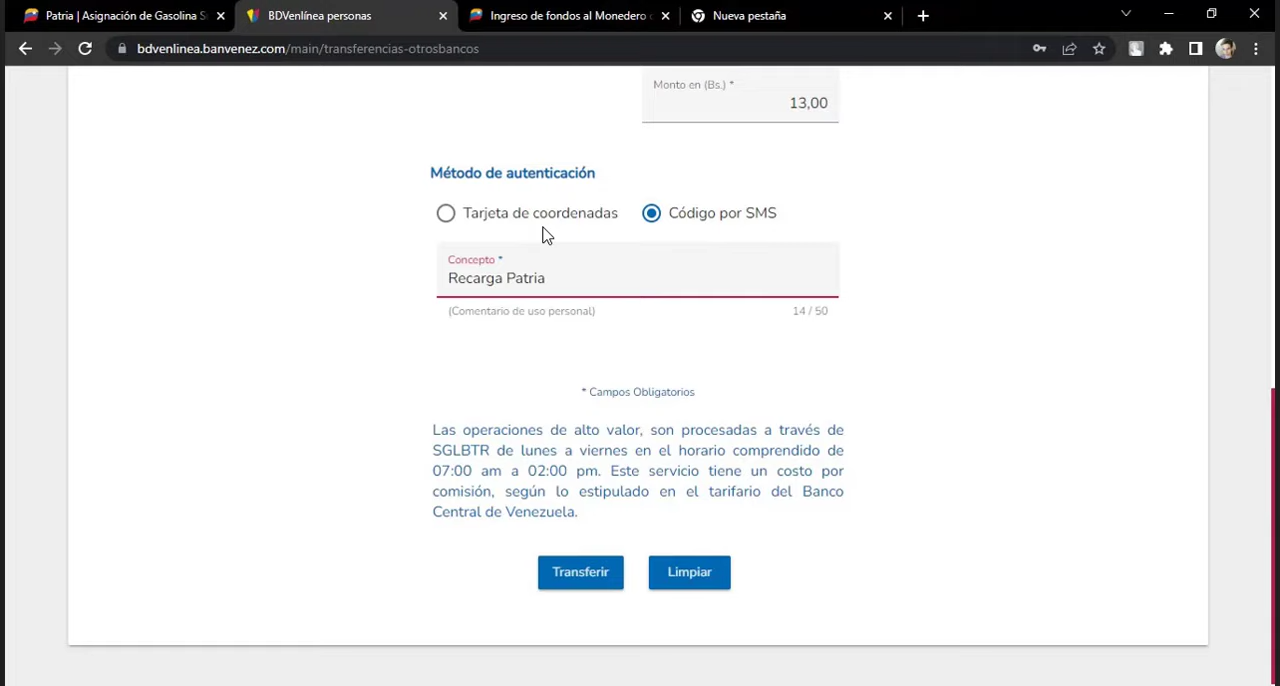 Patria | Asignación de Gasolina S
BDVenlínea personas
Ingreso de fondos al Monedero
Nueva pestaña
bdvenlinea.banvenez.com/main/transferencias-otrosbancos
Monto en (Bs.) *
13,00
Método de autenticación
Tarjeta de coordenadas
Código por SMS
Concepto *
Recarga Patria
(Comentario de uso personal)
14 / 50
* Campos Obligatorios
Las operaciones de alto valor, son procesadas a través de
SGLBTR de lunes a viernes en el horario comprendido de
07:00 am a 02:00 pm. Este servicio tiene un costo por
comisión, según lo estipulado en el tarifario del Banco
Central de Venezuela.
Transferir
Limpiar